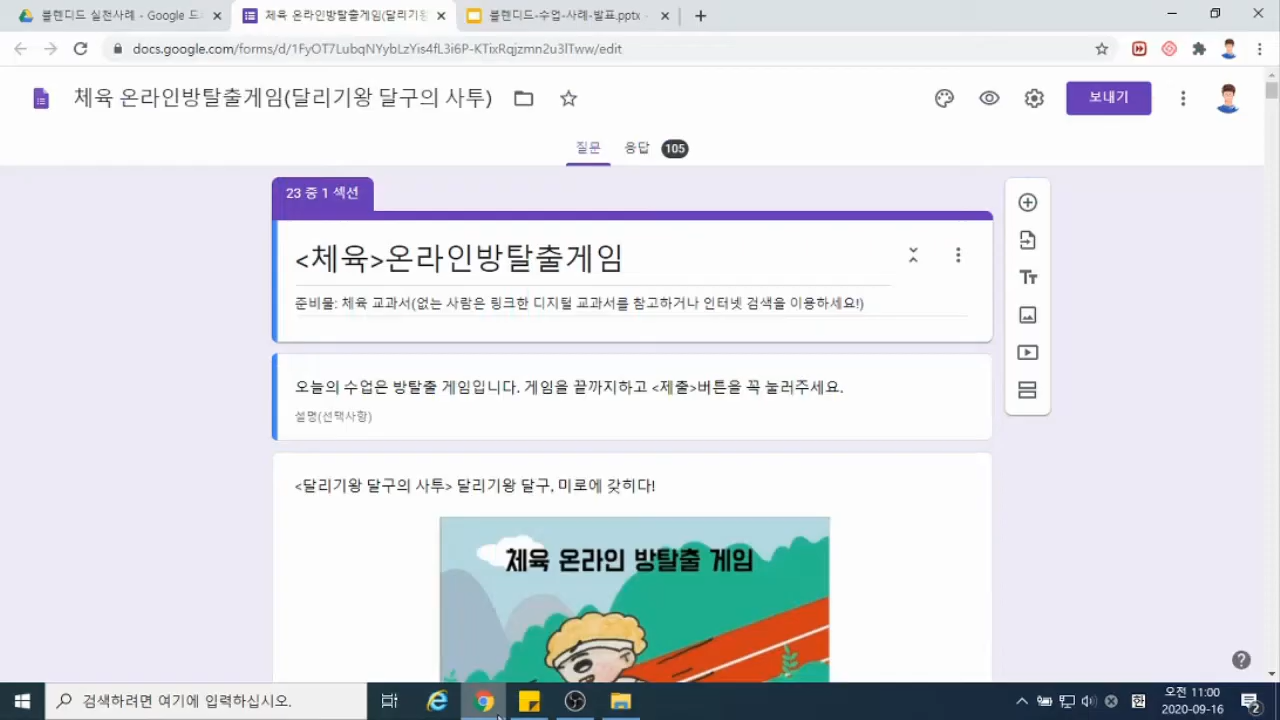 블렌디드 실천사례 - Google 드
체육 온라인방탈출게임(달리기왕
블렌디드-수업-사례-발표.pptx -
docs.google.com/forms/d/1FyOT7LubqNYybLzYis4fL3i6P-KTixRqjzmn2u3lTww/edit
체육 온라인방탈출게임(달리기왕 달구의 사투)
보내기
질문
응답 105
23 중 1 섹션
<체육>온라인방탈출게임
준비물: 체육 교과서(없는 사람은 링크한 디지털 교과서를 참고하거나 인터넷 검색을 이용하세요!)
오늘의 수업은 방탈출 게임입니다. 게임을 끝까지하고 <제출>버튼을 꼭 눌러주세요.
설명(선택사항)
<달리기왕 달구의 사투> 달리기왕 달구, 미로에 갖히다!
체육 온라인 방탈출 게임
검색하려면 여기에 입력하십시오.
한
오전 11:00
2020-09-16
2